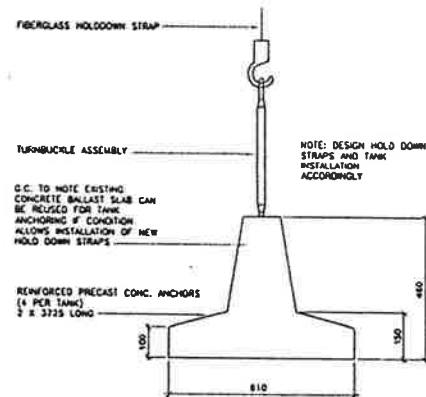 FIBERGLASS HOLDDOWN STRAP
TURNBUCKLE ASSEMBLY
NOTE: DESIGN HOLD DOWN
STRAPS AND TANK
INSTALLATION
ACCORDINGLY
G.C. TO NOTE EXISTING
CONCRETE BALLAST SLAB CAN
BE REUSED FOR TANK
ANCHORING IF CONDITION
ALLOWS INSTALLATION OF NEW
HOLD DOWN STRAPS
REINFORCED PRECAST CONC. ANCHORS
(4 PER TANK)
2 X 3725 LONG
100
150
460
610